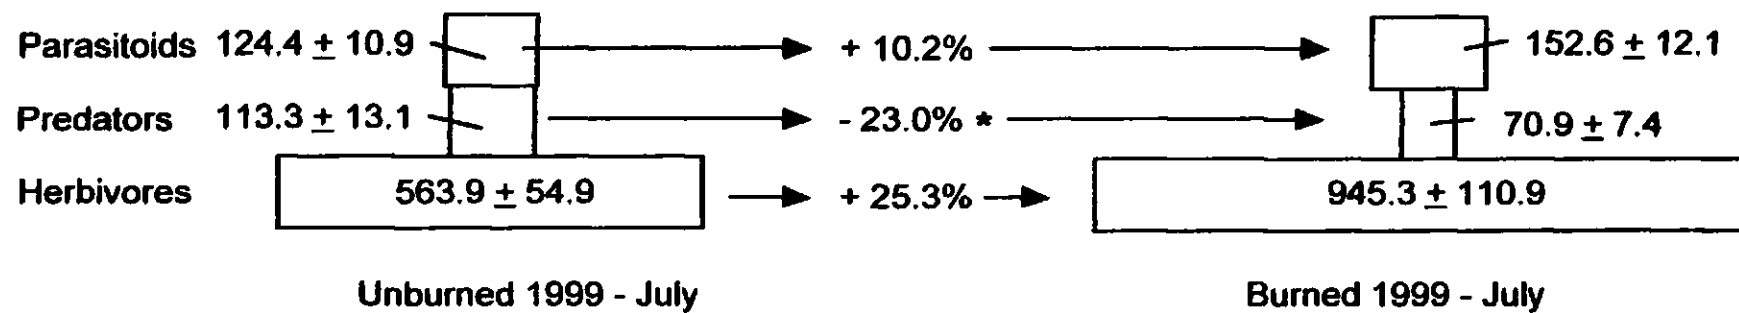 Parasitoids 124.4 ± 10.9 + 10.2% 152.6 ± 12.1
Predators 113.3 ± 13.1 - 23.0% * 70.9 ± 7.4
Herbivores 563.9 ± 54.9 + 25.3% 945.3 ± 110.9
Unburned 1999 - July Burned 1999 - July